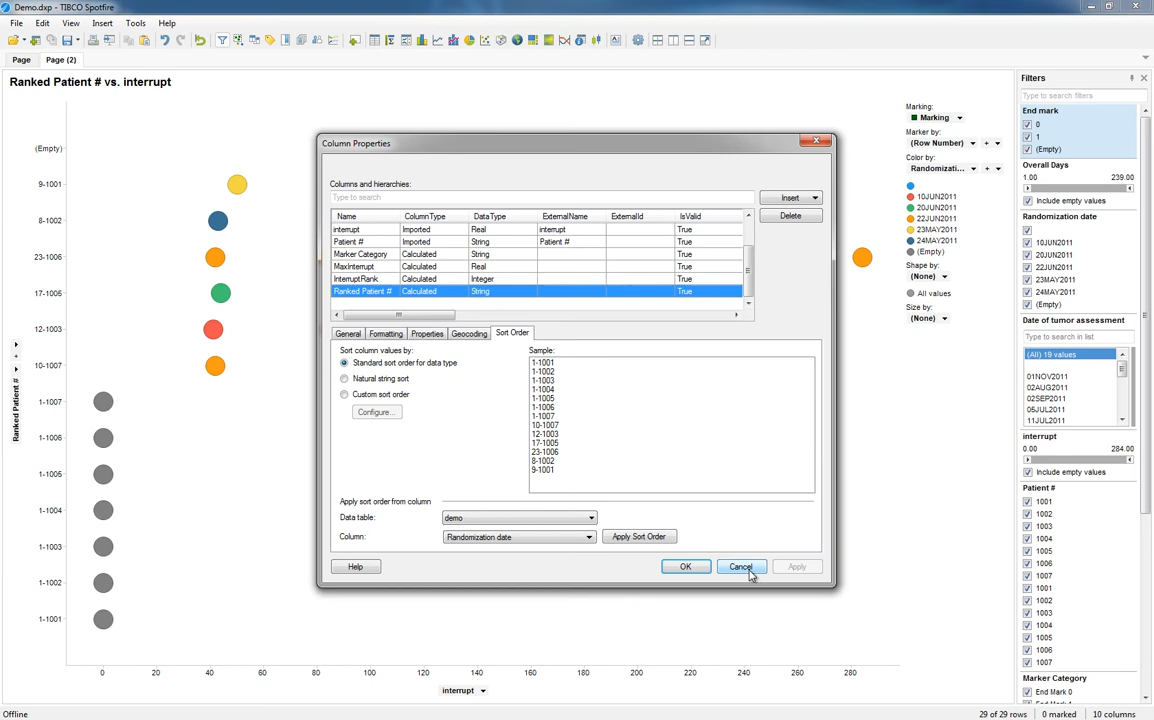 Demo.dxp - TIBCO Spotfire
File Edit View Insert Tools Help
Page Page (2)
Ranked Patient # vs. interrupt
(Empty)
9-1001
8-1002
23-1006
17-1005
12-1003
10-1007
1-1007
1-1006
1-1005
1-1004
1-1003
1-1002
1-1001
Ranked Patient #
0 20 40 60 80 100 120 140 160 180 200 220 240 260 280
interrupt
Column Properties
Columns and hierarchies:
Type to search
Insert
Delete
Name ColumnType DataType ExternalName ExternalId IsValid
interrupt Imported Real interrupt True
Patient # Imported String Patient # True
Marker Category Calculated String True
MaxInterrupt Calculated Real True
InterruptRank Calculated Integer True
Ranked Patient # Calculated String True
General Formatting Properties Geocoding Sort Order
Sort column values by:
Standard sort order for data type
Natural string sort
Custom sort order
Configure...
Sample:
1-1001
1-1002
1-1003
1-1004
1-1005
1-1006
1-1007
10-1007
12-1003
17-1005
23-1006
8-1002
9-1001
Apply sort order from column
Data table: demo
Column: Randomization date Apply Sort Order
Help OK Cancel Apply
Marking:
Marking
Marker by:
(Row Number) +
Color by:
Randomizati... +
10JUN2011
20JUN2011
22JUN2011
23MAY2011
24MAY2011
(Empty)
Shape by:
(None)
All values
Size by:
(None)
Filters
Type to search filters
End mark
0
1
(Empty)
Overall Days
1.00 239.00
Include empty values
Randomization date
10JUN2011
20JUN2011
22JUN2011
23MAY2011
24MAY2011
(Empty)
Date of tumor assessment
Type to search in list
(All) 19 values
01NOV2011
02AUG2011
02SEP2011
05JUL2011
11JUL2011
interrupt
0.00 284.00
Include empty values
Patient #
1001
1002
1003
1004
1005
1006
1007
1001
1002
1003
1004
1005
1006
1007
Marker Category
End Mark 0
Offline
29 of 29 rows 0 marked 10 columns